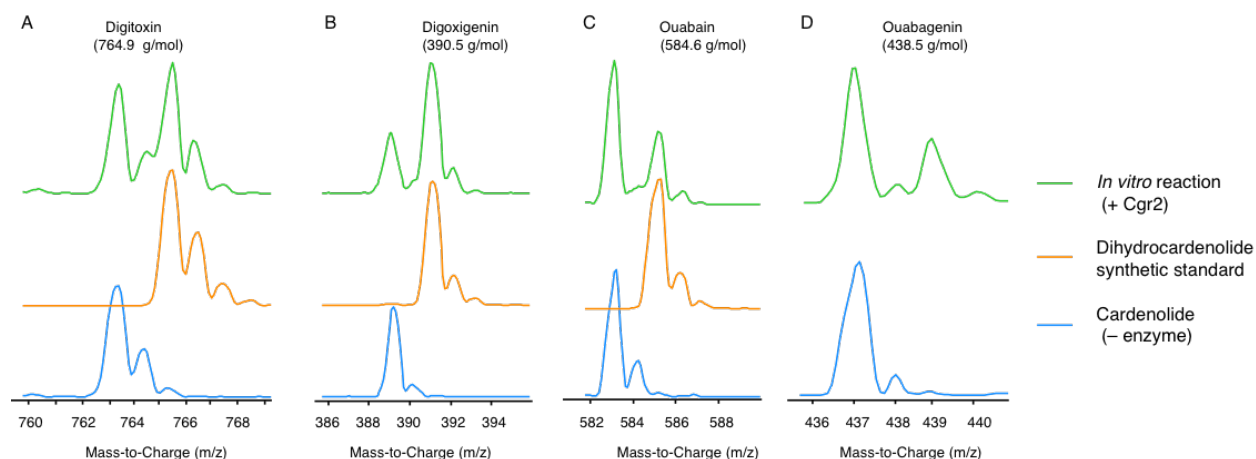 A
Digitoxin
(764.9 g/mol)
760 762 764 766 768
Mass-to-Charge (m/z)
B
Digoxigenin
(390.5 g/mol)
386 388 390 392 394
Mass-to-Charge (m/z)
C
Ouabain
(584.6 g/mol)
582 584 586 588
Mass-to-Charge (m/z)
D
Ouabagenin
(438.5 g/mol)
436 437 438 439 440
Mass-to-Charge (m/z)
In vitro reaction
(+ Cgr2)
Dihydrocardenolide
synthetic standard
Cardenolide
(– enzyme)